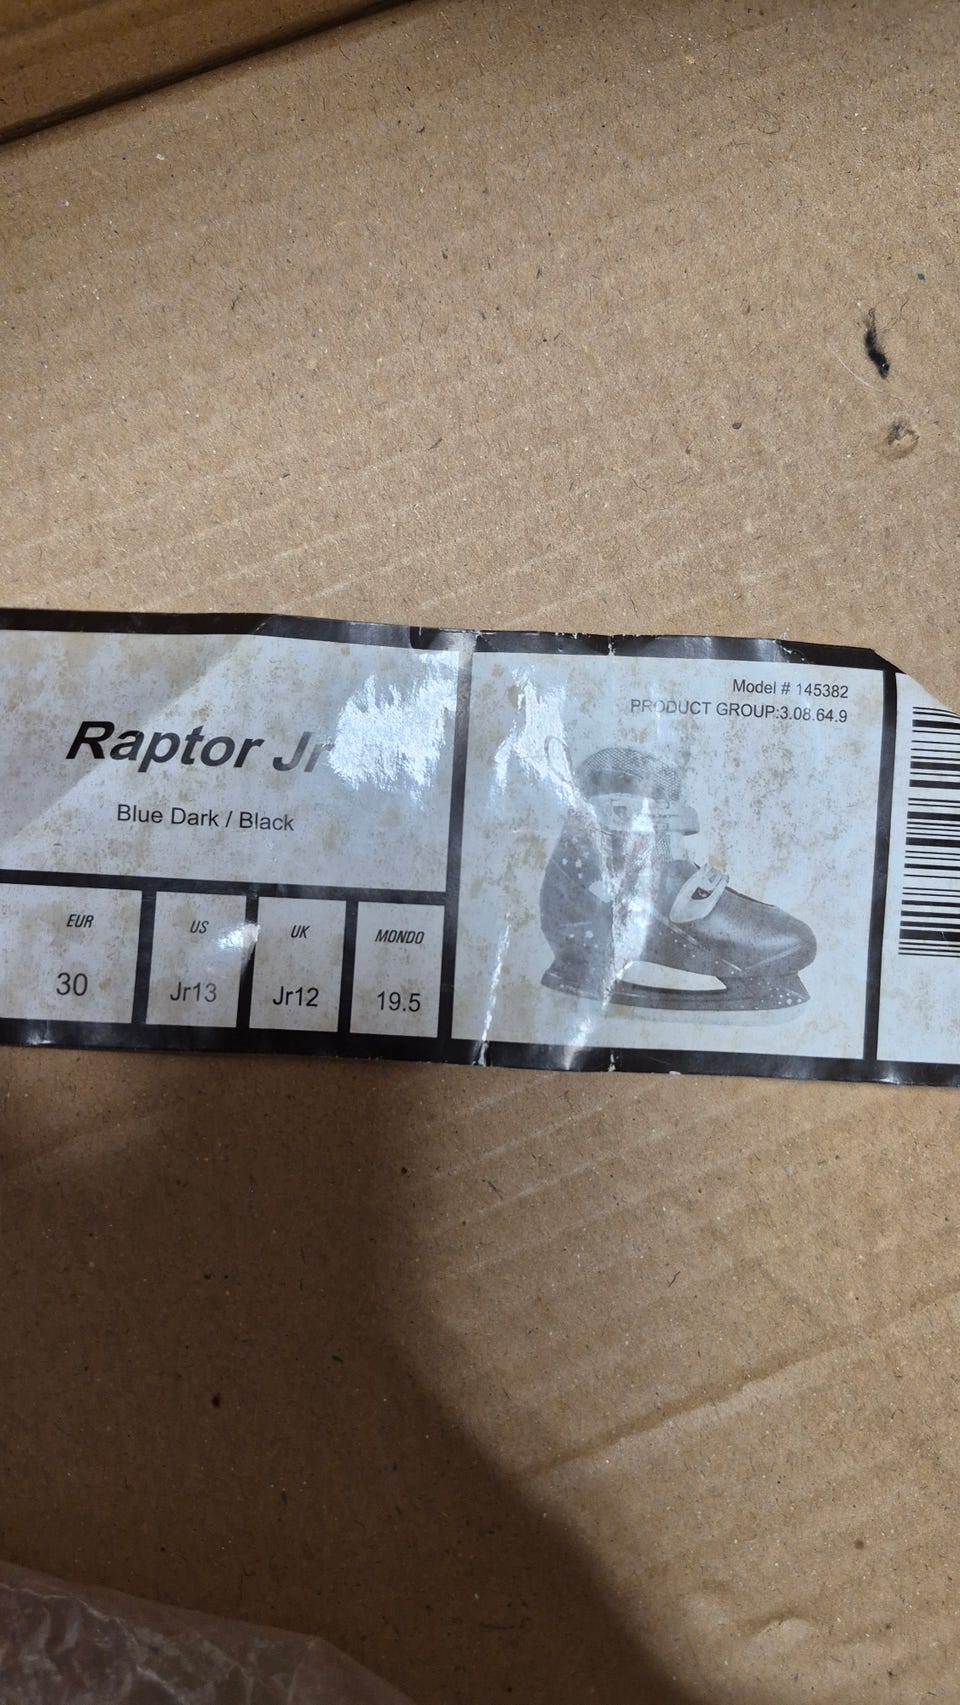 Raptor Jr
Blue Dark / Black
EUR US UK MONDO
30 Jr13 Jr12 19.5
Model # 145382
PRODUCT GROUP:3.08.64.9